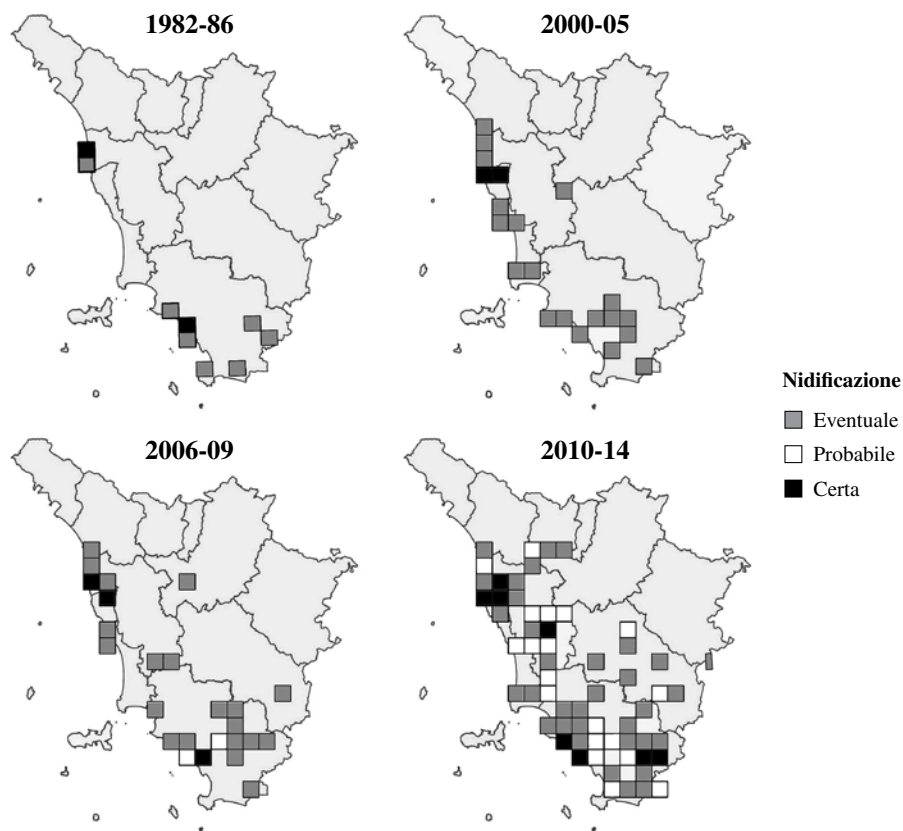 1982-86
2000-05
Nidificazione
Eventuale
Probabile
Certa
2006-09
2010-14